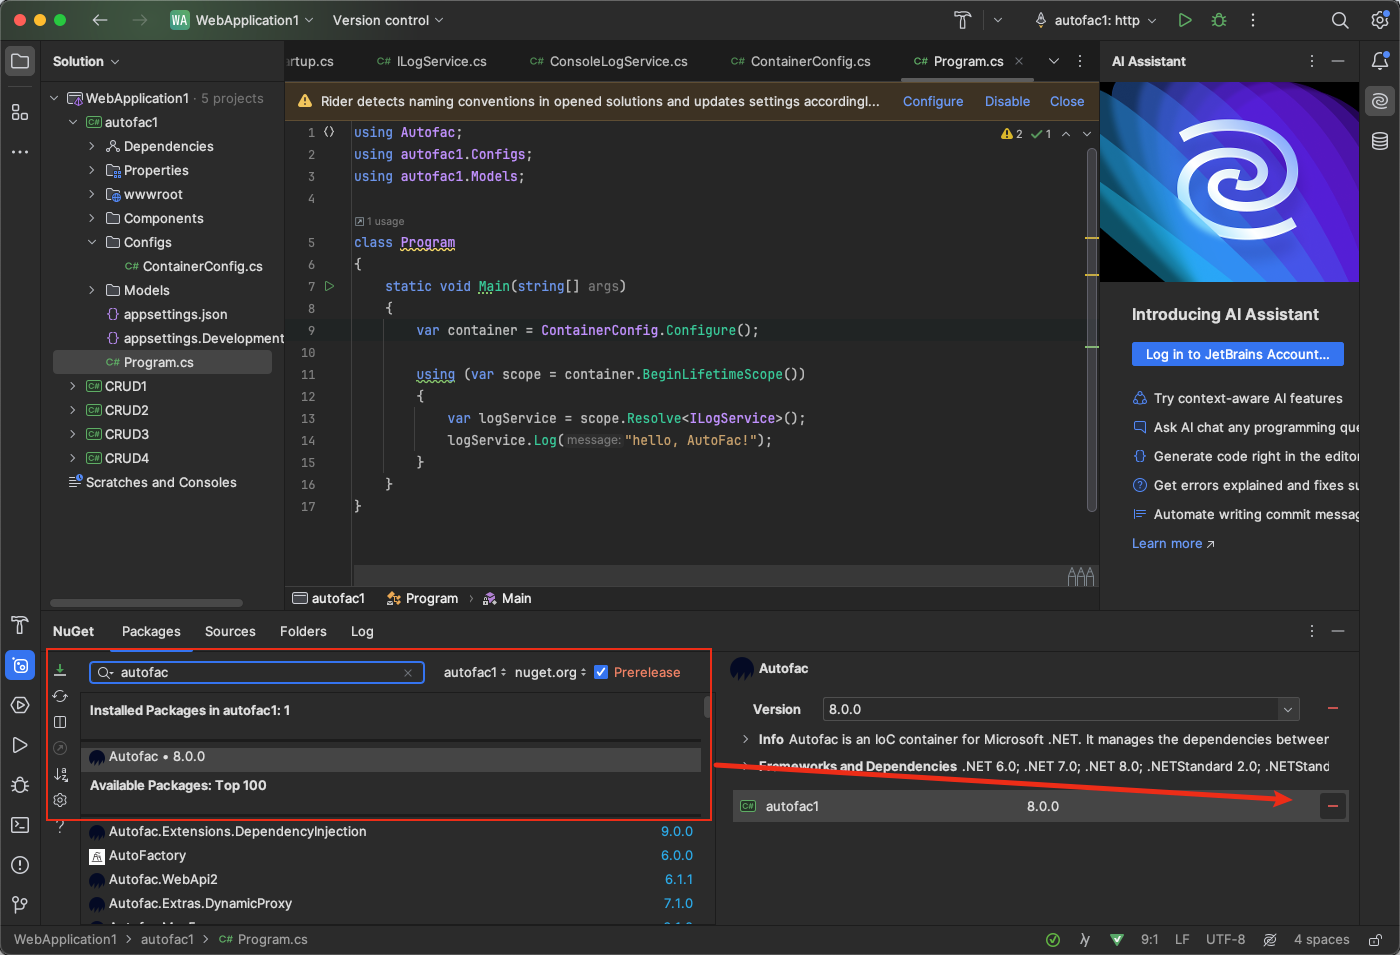 WA WebApplication1 Version control autofac1: http
Solution
WebApplication1 · 5 projects
autofac1
Dependencies
Properties
wwwroot
Components
Configs
C# ContainerConfig.cs
Models
{} appsettings.json
{} appsettings.Development
C# Program.cs
C# CRUD1
C# CRUD2
C# CRUD3
C# CRUD4
Scratches and Consoles
artup.cs C# ILogService.cs C# ConsoleLogService.cs C# ContainerConfig.cs C# Program.cs
Rider detects naming conventions in opened solutions and updates settings accordingl... Configure Disable Close
2 1
1 using Autofac;
2 using autofac1.Configs;
3 using autofac1.Models;
4
1 usage
5 class Program
6 {
7 static void Main(string[] args)
8 {
9 var container = ContainerConfig.Configure();
10
11 using (var scope = container.BeginLifetimeScope())
12 {
13 var logService = scope.Resolve<ILogService>();
14 logService.Log(message: "hello, AutoFac!");
15 }
16 }
17 }
autofac1 Program Main
AI Assistant
Introducing AI Assistant
Log in to JetBrains Account...
Try context-aware AI features
Ask AI chat any programming que
Generate code right in the editor
Get errors explained and fixes su
Automate writing commit messag
Learn more
NuGet Packages Sources Folders Log
autofac autofac1 nuget.org Prerelease
Installed Packages in autofac1: 1
Autofac • 8.0.0
Available Packages: Top 100
Autofac.Extensions.DependencyInjection 9.0.0
AutoFactory 6.0.0
Autofac.WebApi2 6.1.1
Autofac.Extras.DynamicProxy 7.1.0
Autofac
Version 8.0.0
Info Autofac is an IoC container for Microsoft .NET. It manages the dependencies between
Frameworks and Dependencies .NET 6.0; .NET 7.0; .NET 8.0; .NETStandard 2.0; .NETStand
C# autofac1 8.0.0
WebApplication1 autofac1 C# Program.cs 9:1 LF UTF-8 4 spaces